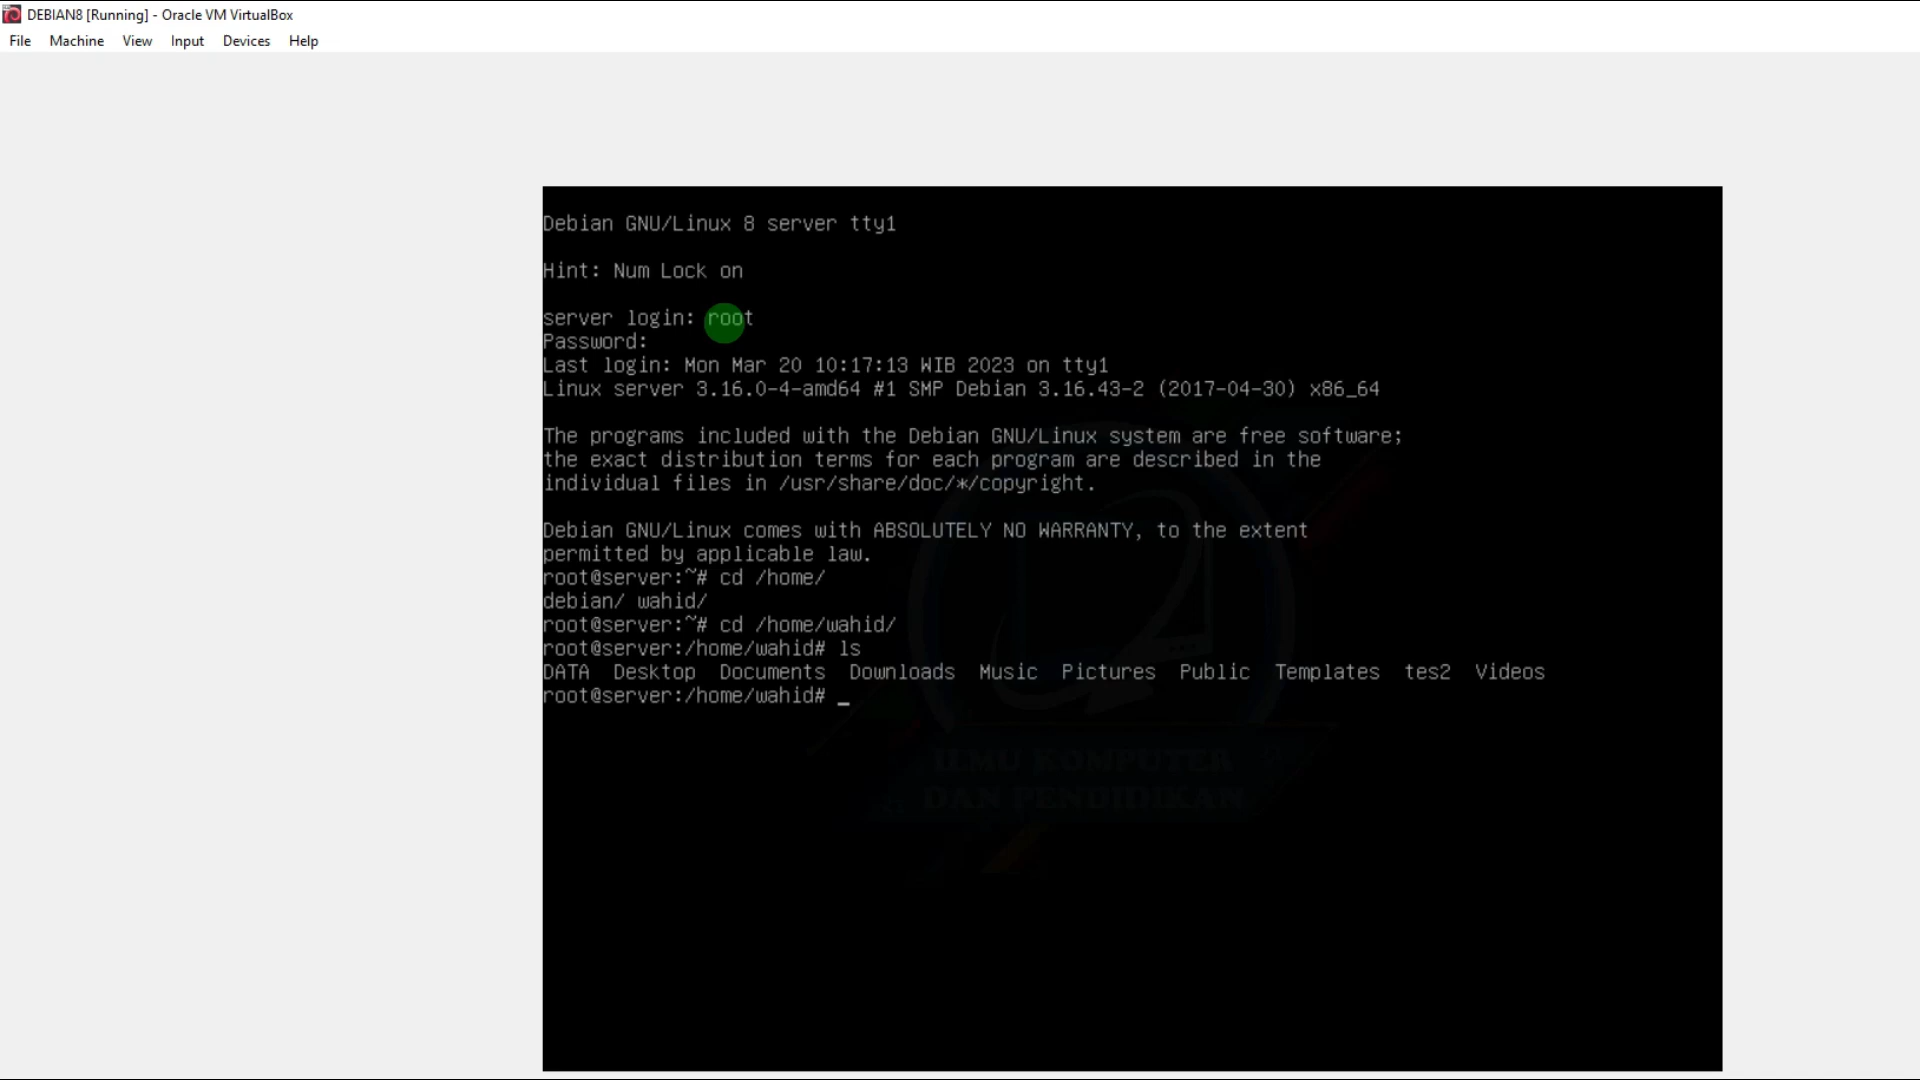 DEBIAN8 [Running] - Oracle VM VirtualBox
File Machine View Input Devices Help
Debian GNU/Linux 8 server tty1
Hint: Num Lock on
server login: root
Password:
Last login: Mon Mar 20 10:17:13 WIB 2023 on tty1
Linux server 3.16.0-4-amd64 #1 SMP Debian 3.16.43-2 (2017-04-30) x86_64
The programs included with the Debian GNU/Linux system are free software;
the exact distribution terms for each program are described in the
individual files in /usr/share/doc/*/copyright.
Debian GNU/Linux comes with ABSOLUTELY NO WARRANTY, to the extent
permitted by applicable law.
root@server:~# cd /home/
debian/ wahid/
root@server:~# cd /home/wahid/
root@server:/home/wahid# ls
DATA Desktop Documents Downloads Music Pictures Public Templates tes2 Videos
root@server:/home/wahid# _
ILMU KOMPUTER
DAN PENDIDIKAN